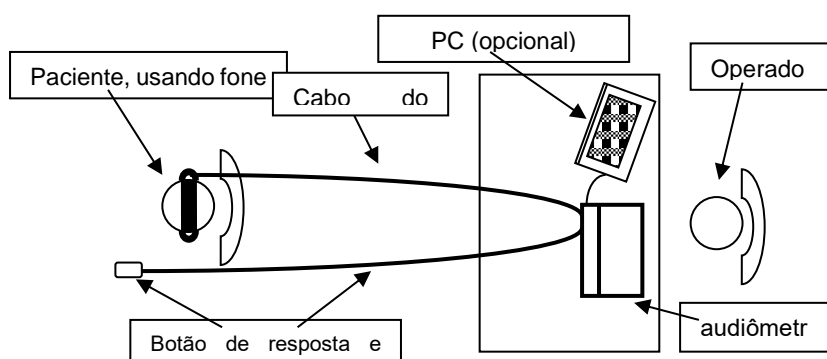 PC (opcional)
Paciente, usando fone
Operado
Cabo do
audiômetr
Botão de resposta e